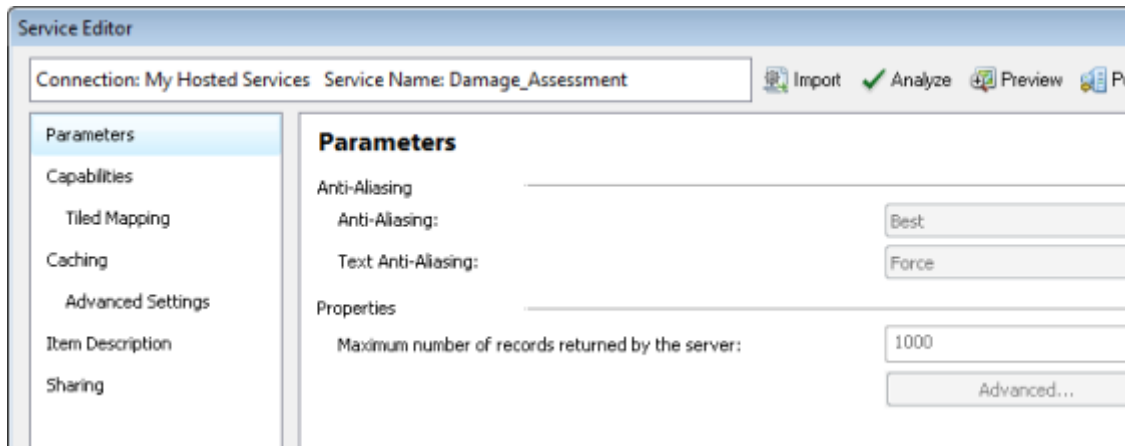 Service Editor
Connection: My Hosted Services Service Name: Damage_Assessment
Import Analyze Preview
Parameters
Capabilities
Tiled Mapping
Caching
Advanced Settings
Item Description
Sharing
Parameters
Anti-Aliasing
Anti-Aliasing: Best
Text Anti-Aliasing: Force
Properties
Maximum number of records returned by the server: 1000
Advanced...